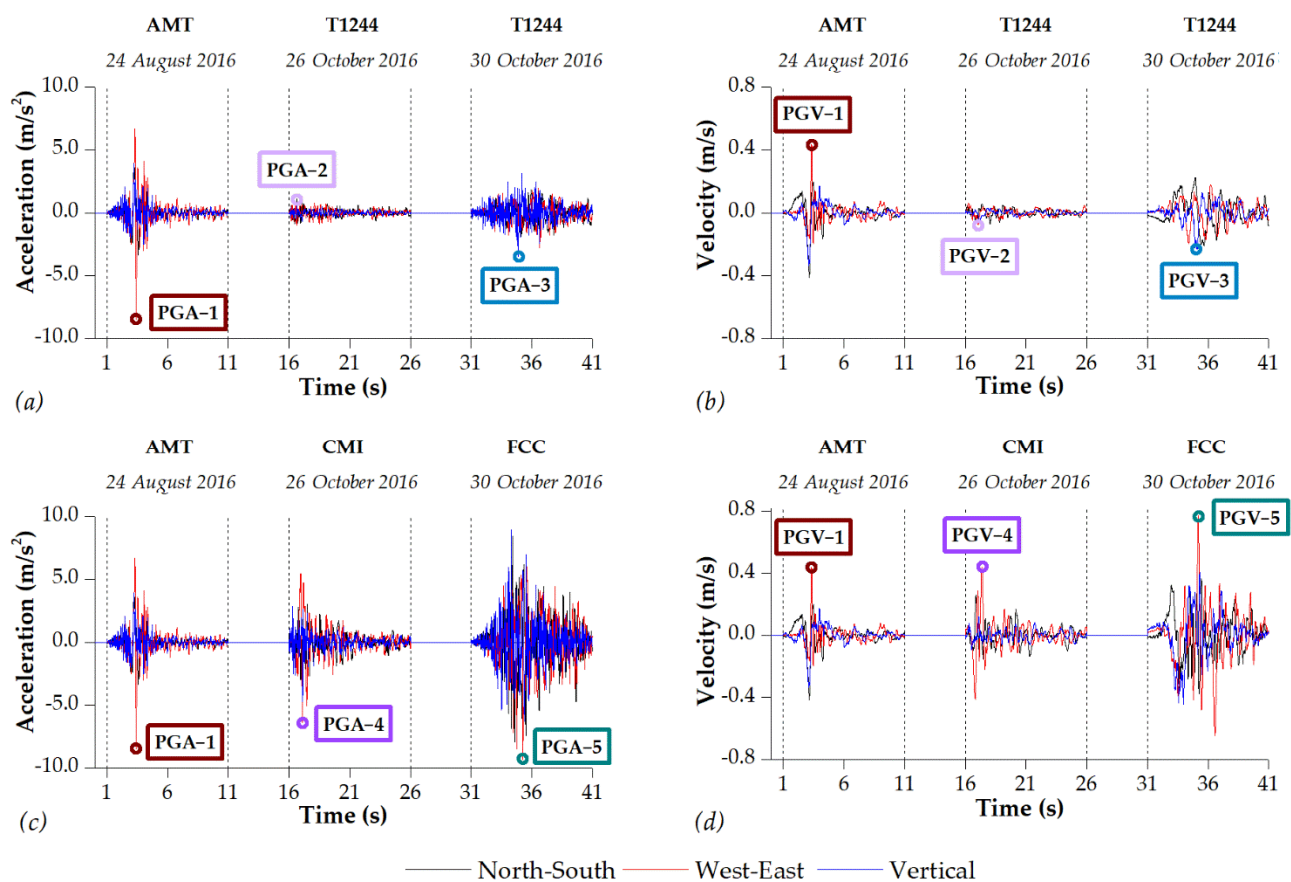 AMT T1244 T1244
24 August 2016 26 October 2016 30 October 2016
10.0
5.0
0.0
-5.0
-10.0
Acceleration (m/s²)
PGA–1
PGA–2
PGA–3
1 6 11 16 21 26 31 36 41
Time (s)
(a)
AMT T1244 T1244
24 August 2016 26 October 2016 30 October 2016
0.8
0.4
0.0
-0.4
-0.8
Velocity (m/s)
PGV–1
PGV–2
PGV–3
1 6 11 16 21 26 31 36 41
Time (s)
(b)
AMT CMI FCC
24 August 2016 26 October 2016 30 October 2016
10.0
5.0
0.0
-5.0
-10.0
Acceleration (m/s²)
PGA–1
PGA–4
PGA–5
1 6 11 16 21 26 31 36 41
Time (s)
(c)
AMT CMI FCC
24 August 2016 26 October 2016 30 October 2016
0.8
0.4
0.0
-0.4
-0.8
Velocity (m/s)
PGV–1
PGV–4
PGV–5
1 6 11 16 21 26 31 36 41
Time (s)
(d)
North-South West-East Vertical